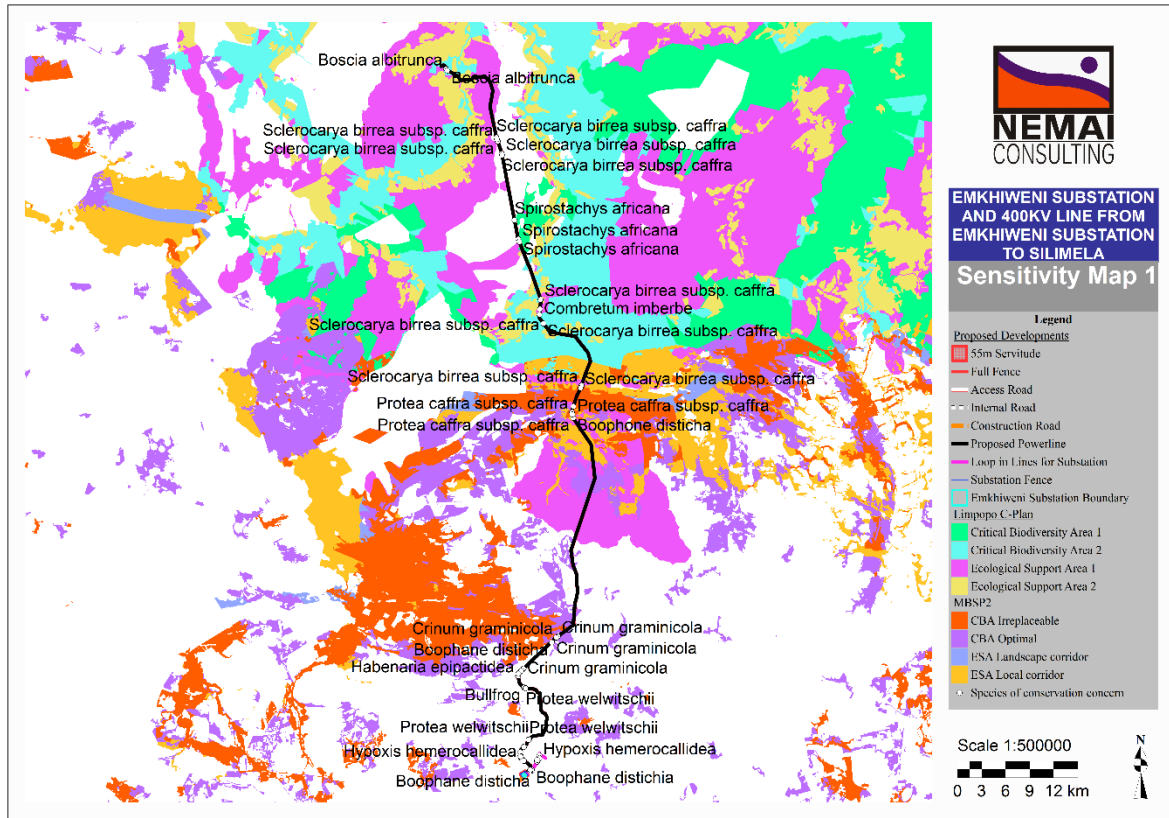 Boscia albitrunca
Boscia albitrunca
Sclerocarya birrea subsp. caffra
Sclerocarya birrea subsp. caffra
Sclerocarya birrea subsp. caffra
Sclerocarya birrea subsp. caffra
Sclerocarya birrea subsp. caffra
Spirostachys africana
Spirostachys africana
Spirostachys africana
Sclerocarya birrea subsp. caffra
Combretum imberbe
Sclerocarya birrea subsp. caffra
Sclerocarya birrea subsp. caffra
Sclerocarya birrea subsp. caffra
Sclerocarya birrea subsp. caffra
Protea caffra subsp. caffra
Protea caffra subsp. caffra
Protea caffra subsp. caffra
Boophone disticha
Crinum graminicola
Crinum graminicola
Boophane disticha
Crinum graminicola
Habenaria epipactidea
Crinum graminicola
Bullfrog
Protea welwitschii
Protea welwitschii
Protea welwitschii
Hypoxis hemerocallidea
Hypoxis hemerocallidea
Boophane disticha
Boophane distichia
NEMAI
CONSULTING
EMKHIWENI SUBSTATION
AND 400KV LINE FROM
EMKHIWENI SUBSTATION
TO SILIMELA
Sensitivity Map 1
Legend
Proposed Developments
55m Servitude
Full Fence
Access Road
Internal Road
Construction Road
Proposed Powerline
Loop in Lines for Substation
Substation Fence
Emkhiweni Substation Boundary
Limpopo C-Plan
Critical Biodiversity Area 1
Critical Biodiversity Area 2
Ecological Support Area 1
Ecological Support Area 2
MBSP2
CBA Irreplaceable
CBA Optimal
ESA Landscape corridor
ESA Local corridor
Species of conservation concern
Scale 1:500000
0 3 6 9 12 km
N